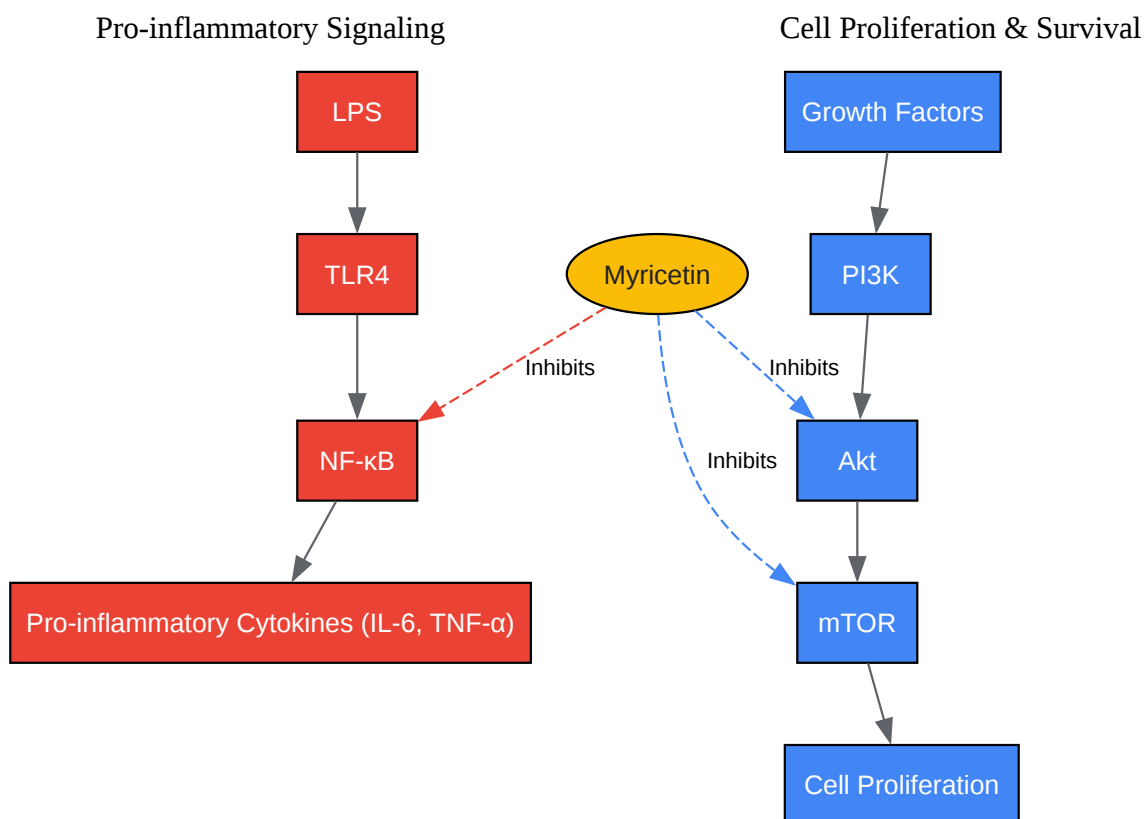 Pro-inflammatory Signaling
Cell Proliferation & Survival
LPS
Growth Factors
TLR4
Myricetin
PI3K
Inhibits
Inhibits
NF-κB
Inhibits
Akt
Pro-inflammatory Cytokines (IL-6, TNF-α)
mTOR
Cell Proliferation